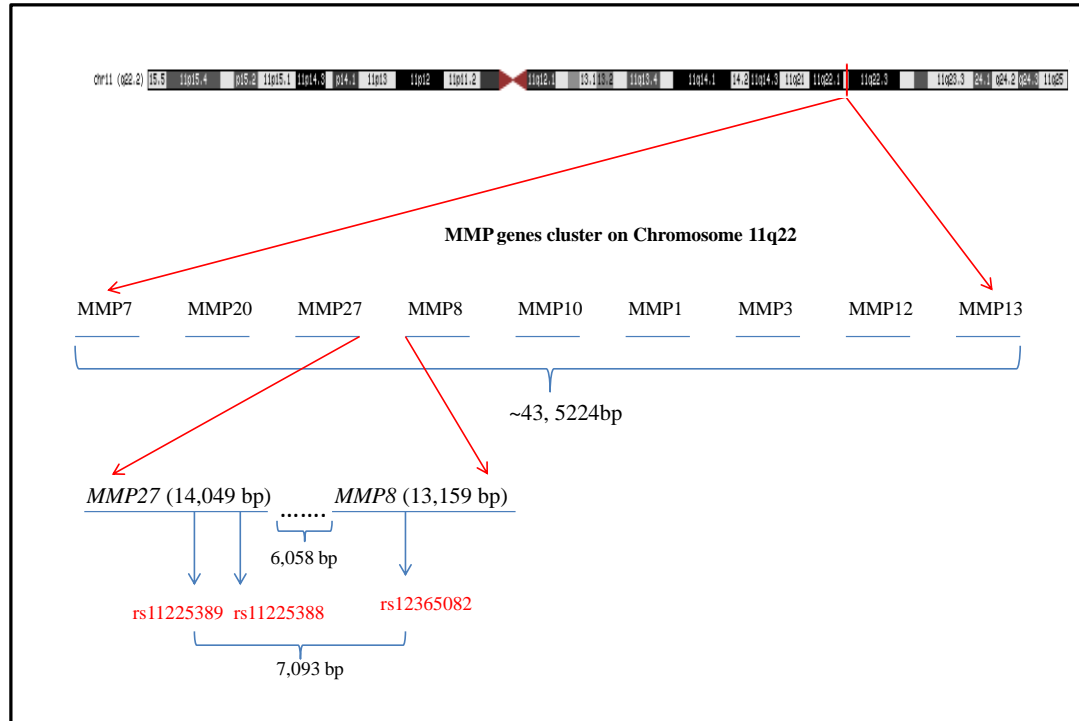 chr11 (q22.2) 15.5 11p15.4 p15.2 11p15.1 11p14.3 p14.1 11p13 11p12 11p11.2 11q12.1 13.1 13.2 11q13.4 11q14.1 14.2 11q14.3 11q21 11q22.1 11q22.3 11q23.3 24.1 q24.2 q24.3 11q25
MMP genes cluster on Chromosome 11q22
MMP7 MMP20 MMP27 MMP8 MMP10 MMP1 MMP3 MMP12 MMP13
~43, 5224bp
MMP27 (14,049 bp) ....... MMP8 (13,159 bp)
6,058 bp
rs11225389 rs11225388 rs12365082
7,093 bp